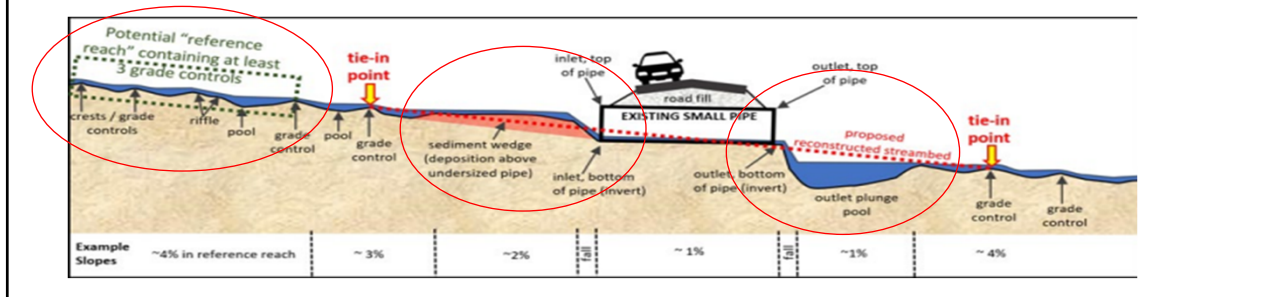 Potential "reference
reach" containing at least
3 grade controls
tie-in
point
inlet, top
of pipe
outlet, top
of pipe
road fill
EXISTING SMALL PIPE
crests / grade
controls
riffle
pool
grade
control
pool
grade
control
sediment wedge
(deposition above
undersized pipe)
inlet, bottom
of pipe (invert)
outlet, bottom
of pipe (invert)
proposed
reconstructed streambed
tie-in
point
outlet plunge
pool
grade
control
grade
control
Example
Slopes
~4% in reference reach
~ 3%
~2%
fall
~ 1%
fall
~1%
~ 4%